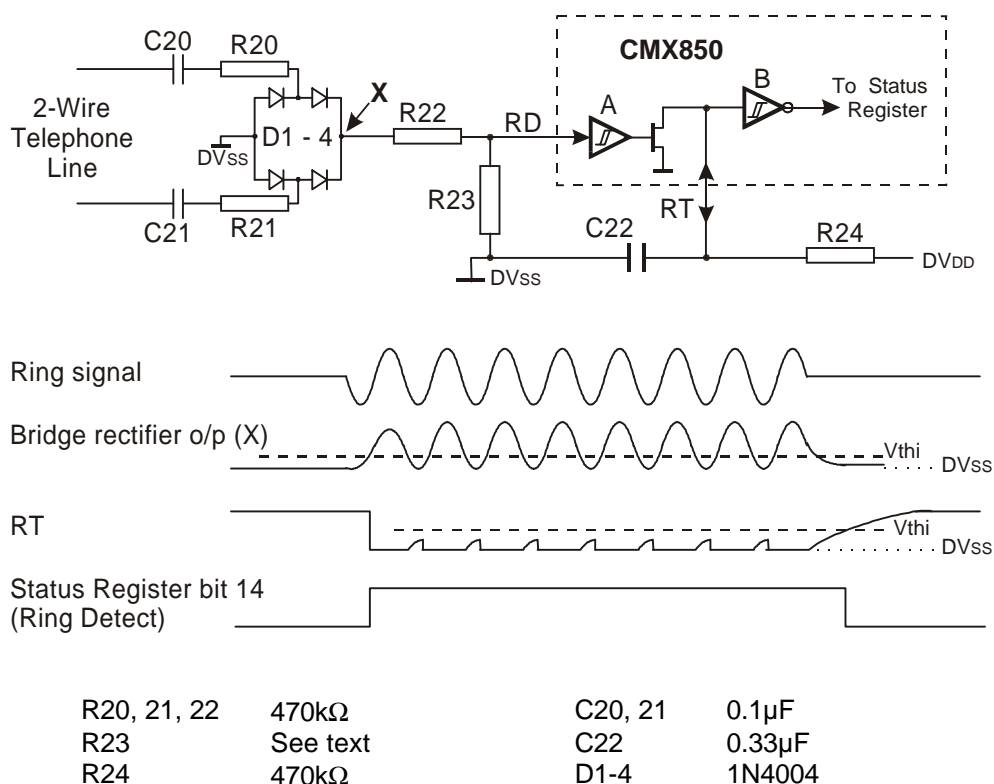 C20
R20
CMX850
2-Wire
Telephone
Line
D1 - 4
DVSS
X
R22
RD
A
B
To Status
Register
C21
R21
R23
C22
RT
R24
DVSS
DVDD
Ring signal
Bridge rectifier o/p (X)
Vthi
DVSS
RT
Vthi
DVSS
Status Register bit 14
(Ring Detect)
R20, 21, 22 470kΩ C20, 21 0.1µF
R23 See text C22 0.33µF
R24 470kΩ D1-4 1N4004